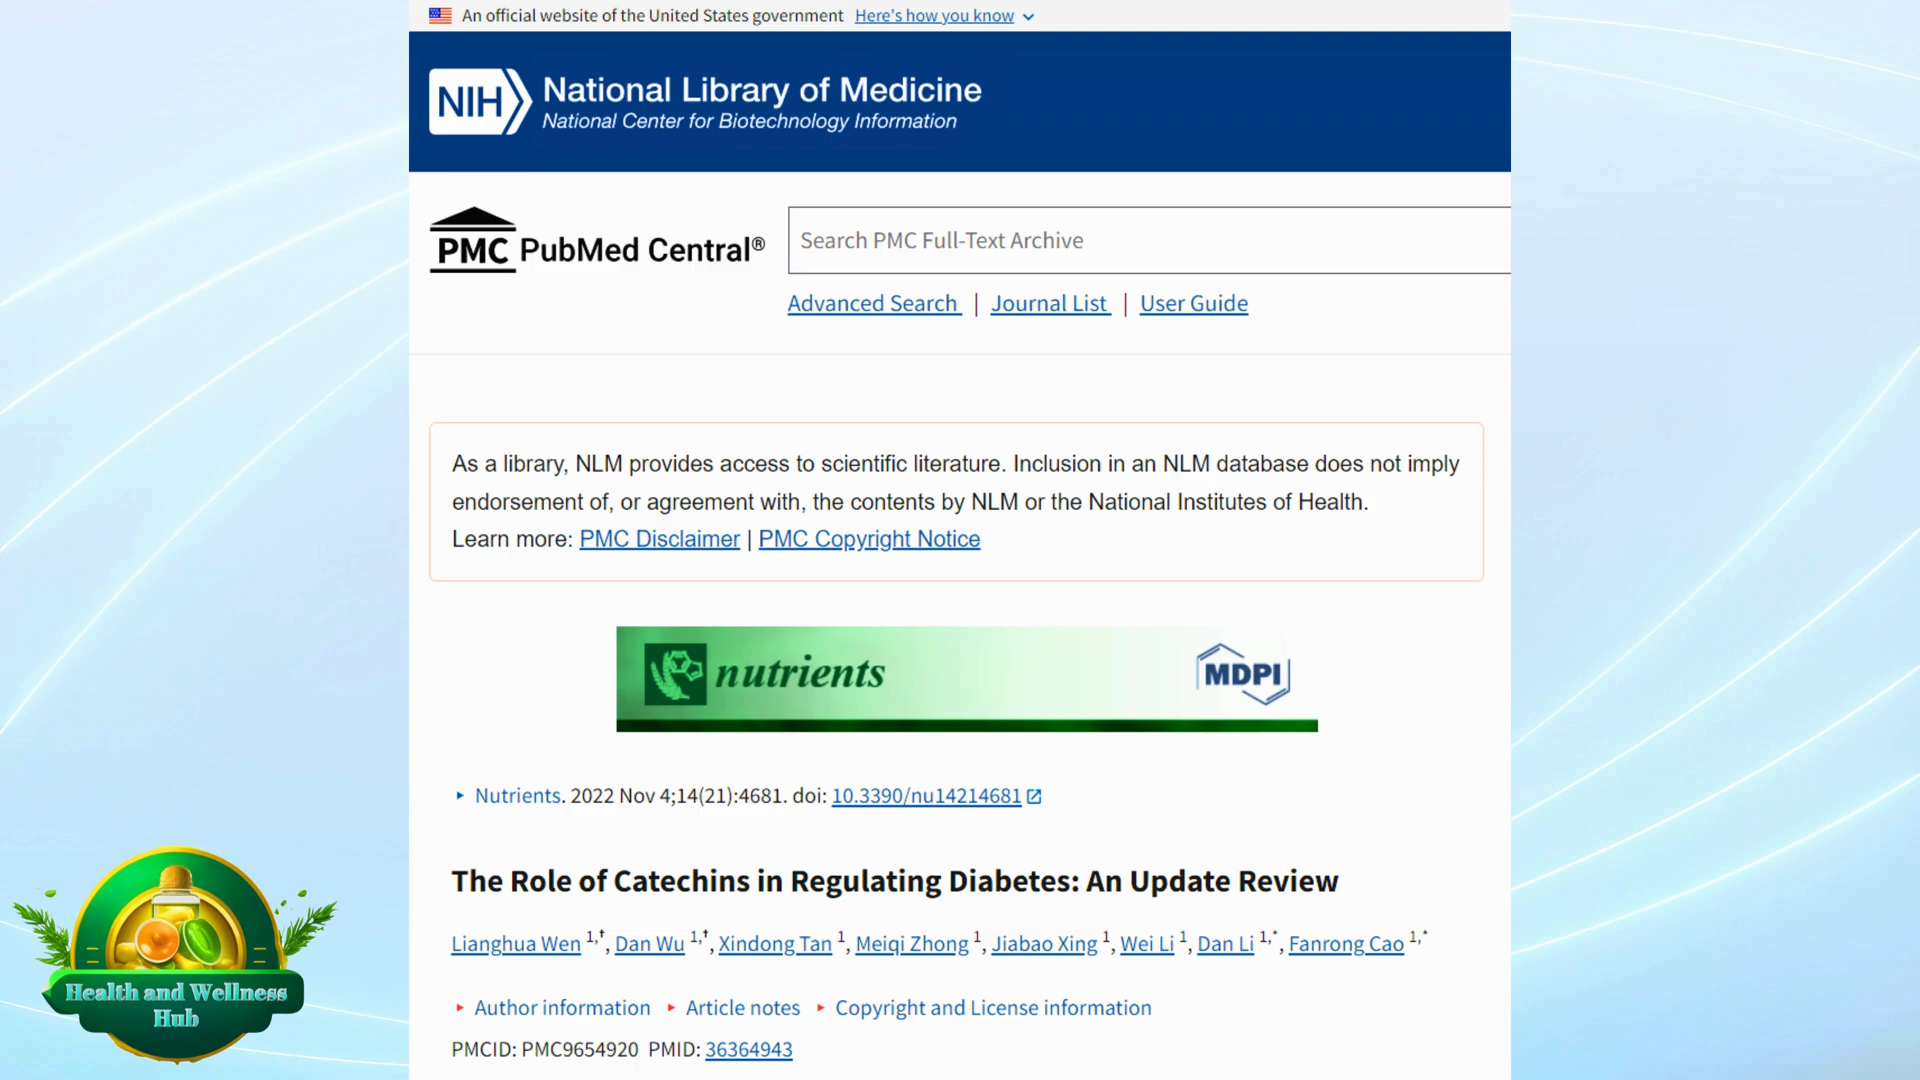 An official website of the United States government Here's how you know
NIH National Library of Medicine
National Center for Biotechnology Information
PMC PubMed Central®
Search PMC Full-Text Archive
Advanced Search | Journal List | User Guide
As a library, NLM provides access to scientific literature. Inclusion in an NLM database does not imply
endorsement of, or agreement with, the contents by NLM or the National Institutes of Health.
Learn more: PMC Disclaimer | PMC Copyright Notice
nutrients MDPI
Nutrients. 2022 Nov 4;14(21):4681. doi: 10.3390/nu14214681
The Role of Catechins in Regulating Diabetes: An Update Review
Lianghua Wen 1,†, Dan Wu 1,†, Xindong Tan 1, Meiqi Zhong 1, Jiabao Xing 1, Wei Li 1, Dan Li 1,*, Fanrong Cao 1,*
Author information Article notes Copyright and License information
PMCID: PMC9654920 PMID: 36364943
Health and Wellness
Hub